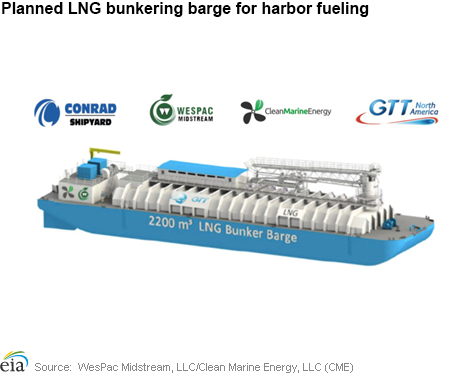 Planned LNG bunkering barge for harbor fueling
CONRAD
SHIPYARD
WESPAC
MIDSTREAM
CleanMarineEnergy
GTT North
America
GTT
LNG
2200 m³ LNG Bunker Barge
eia Source: WesPac Midstream, LLC/Clean Marine Energy, LLC (CME)